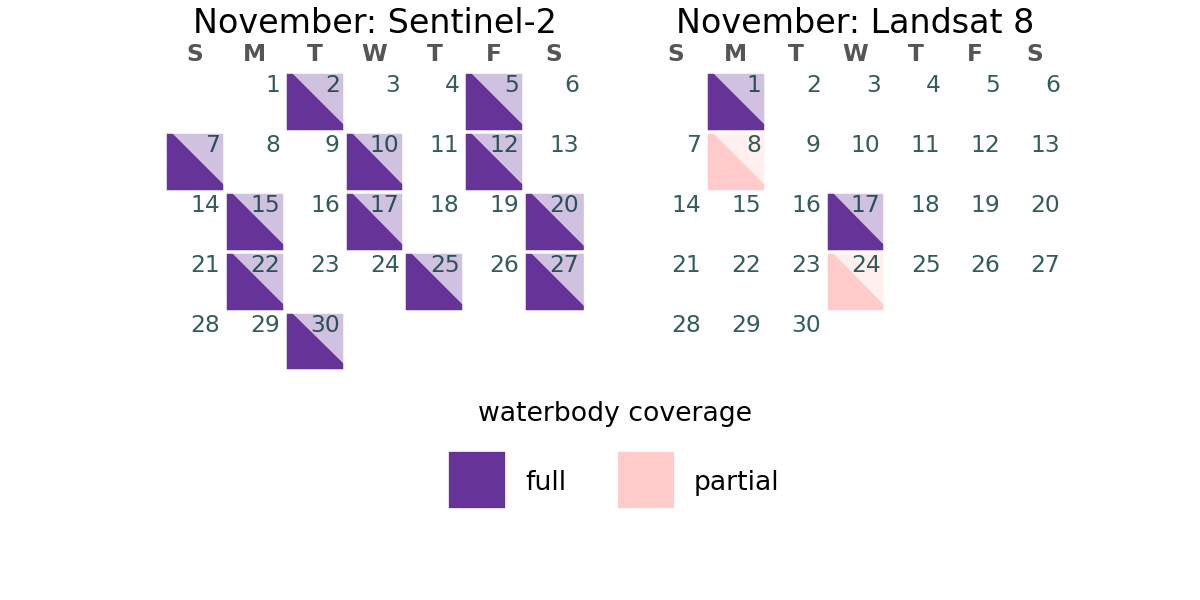 November: Sentinel-2
S M T W T F S
1 2 3 4 5 6
7 8 9 10 11 12 13
14 15 16 17 18 19 20
21 22 23 24 25 26 27
28 29 30
November: Landsat 8
S M T W T F S
1 2 3 4 5 6
7 8 9 10 11 12 13
14 15 16 17 18 19 20
21 22 23 24 25 26 27
28 29 30
waterbody coverage
full
partial